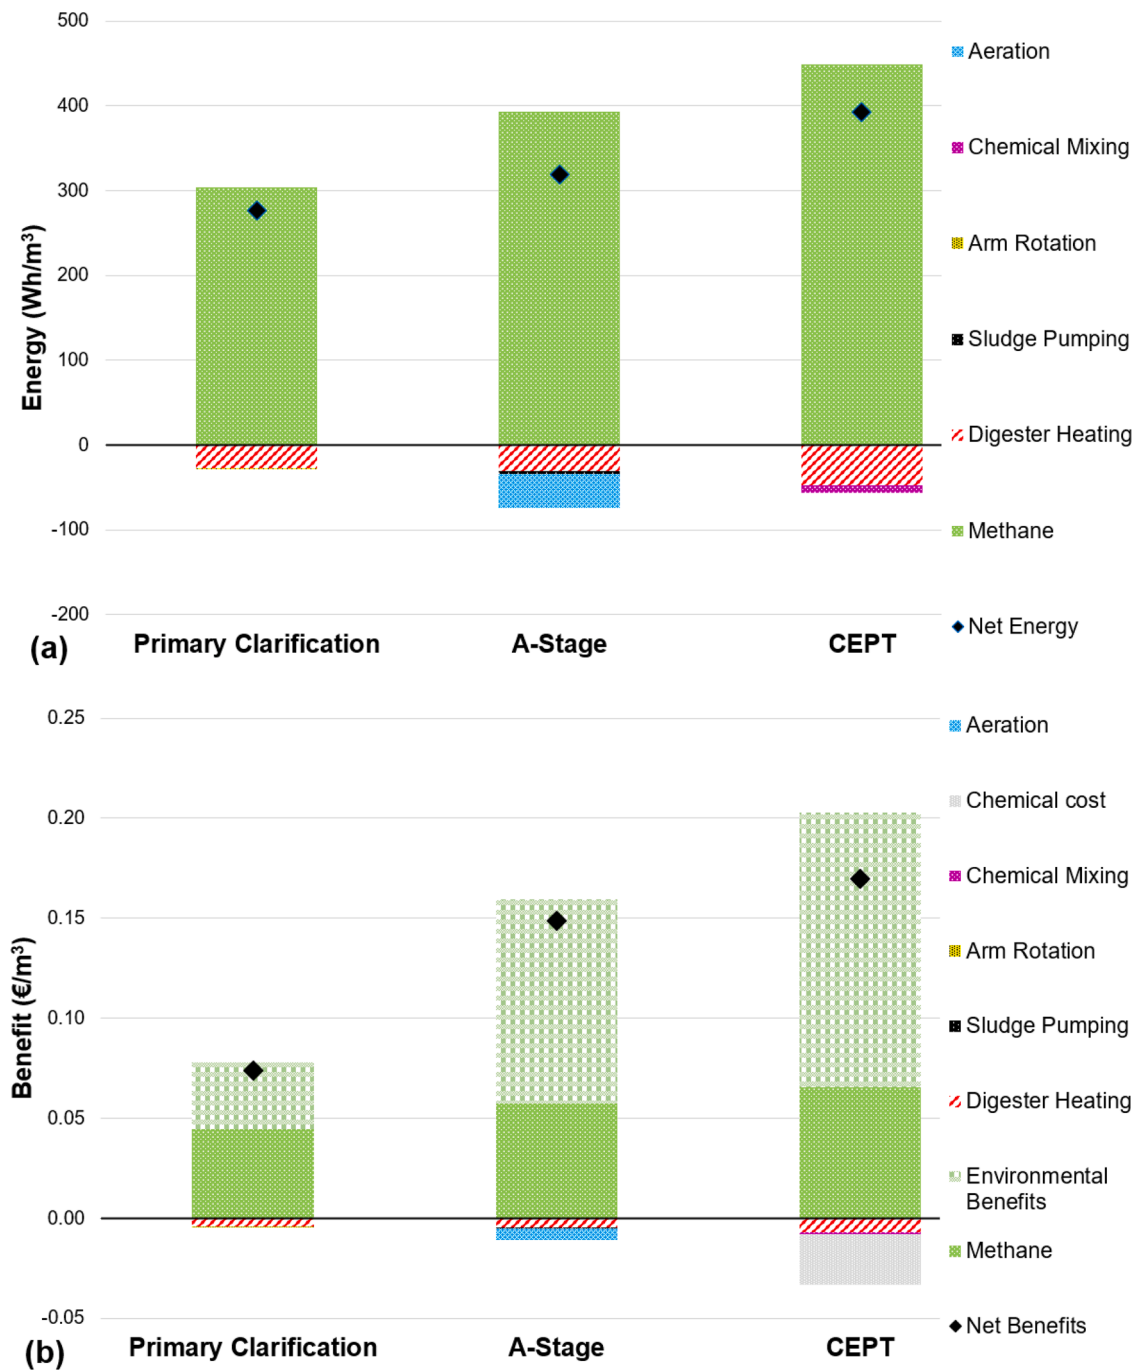 500
400
300
200
100
0
-100
-200
Energy (Wh/m³)
Primary Clarification
A-Stage
CEPT
(a)
Aeration
Chemical Mixing
Arm Rotation
Sludge Pumping
Digester Heating
Methane
Net Energy
0.25
0.20
0.15
0.10
0.05
0.00
-0.05
Benefit (€/m³)
Primary Clarification
A-Stage
CEPT
(b)
Aeration
Chemical cost
Chemical Mixing
Arm Rotation
Sludge Pumping
Digester Heating
Environmental
Benefits
Methane
Net Benefits